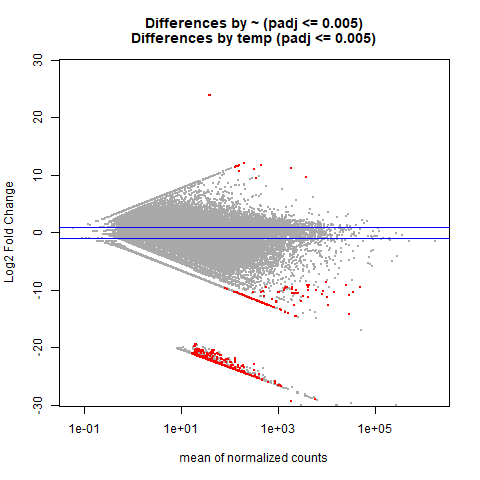 Differences by ~ (padj <= 0.005)
Differences by temp (padj <= 0.005)
Log2 Fold Change
30
20
10
0
-10
-20
-30
1e-01
1e+01
1e+03
1e+05
mean of normalized counts